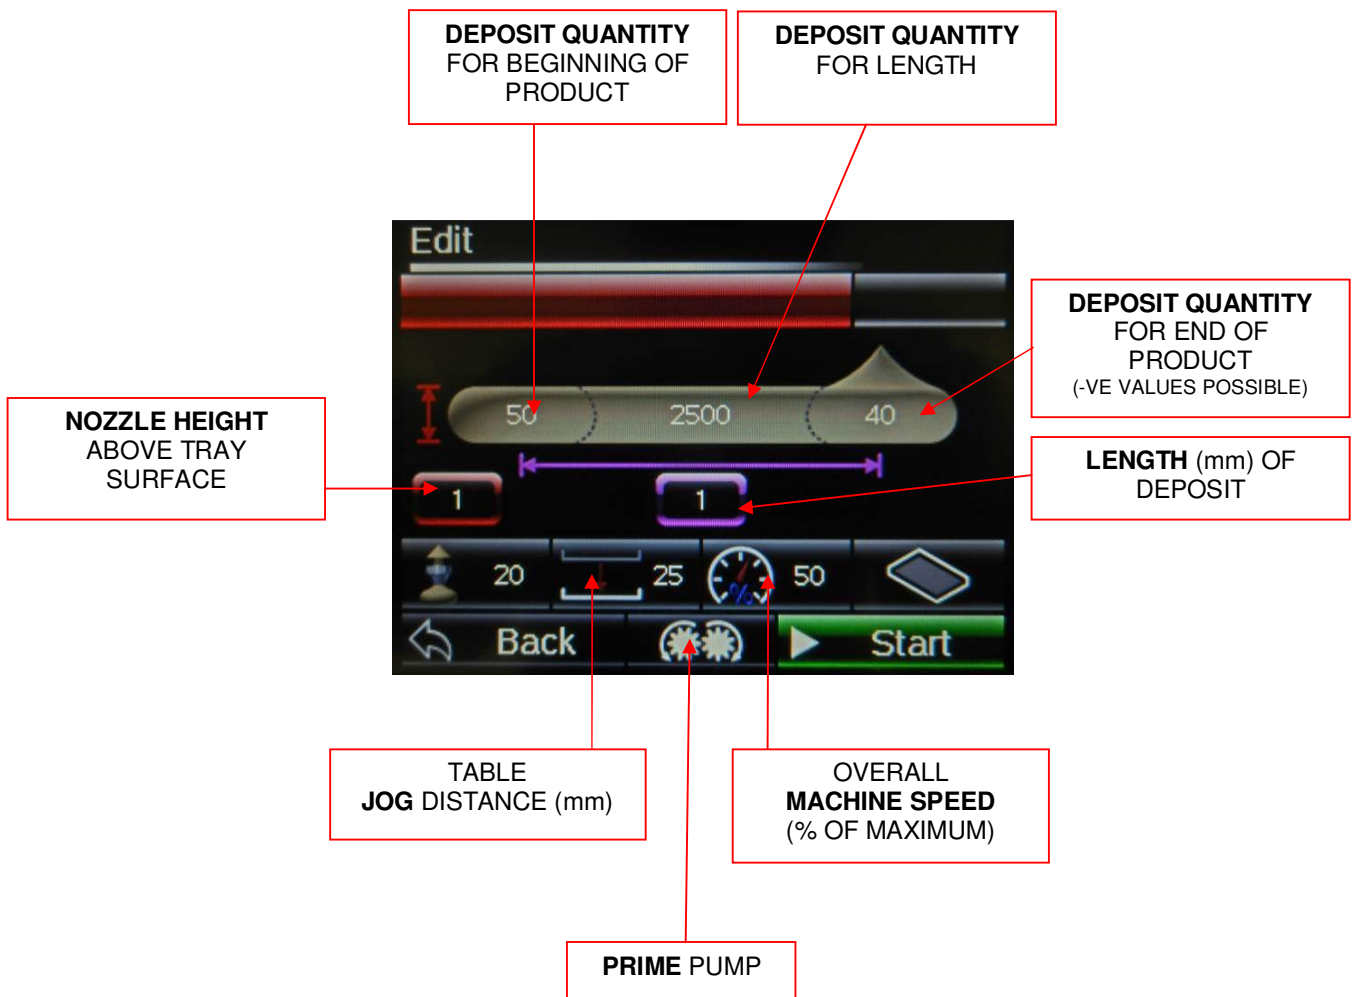 DEPOSIT QUANTITY
FOR BEGINNING OF
PRODUCT
DEPOSIT QUANTITY
FOR LENGTH
Edit
DEPOSIT QUANTITY
FOR END OF
PRODUCT
(-VE VALUES POSSIBLE)
50
2500
40
NOZZLE HEIGHT
ABOVE TRAY
SURFACE
LENGTH (mm) OF
DEPOSIT
1
1
20
25
%
50
Back
Start
TABLE
JOG DISTANCE (mm)
OVERALL
MACHINE SPEED
(% OF MAXIMUM)
PRIME PUMP